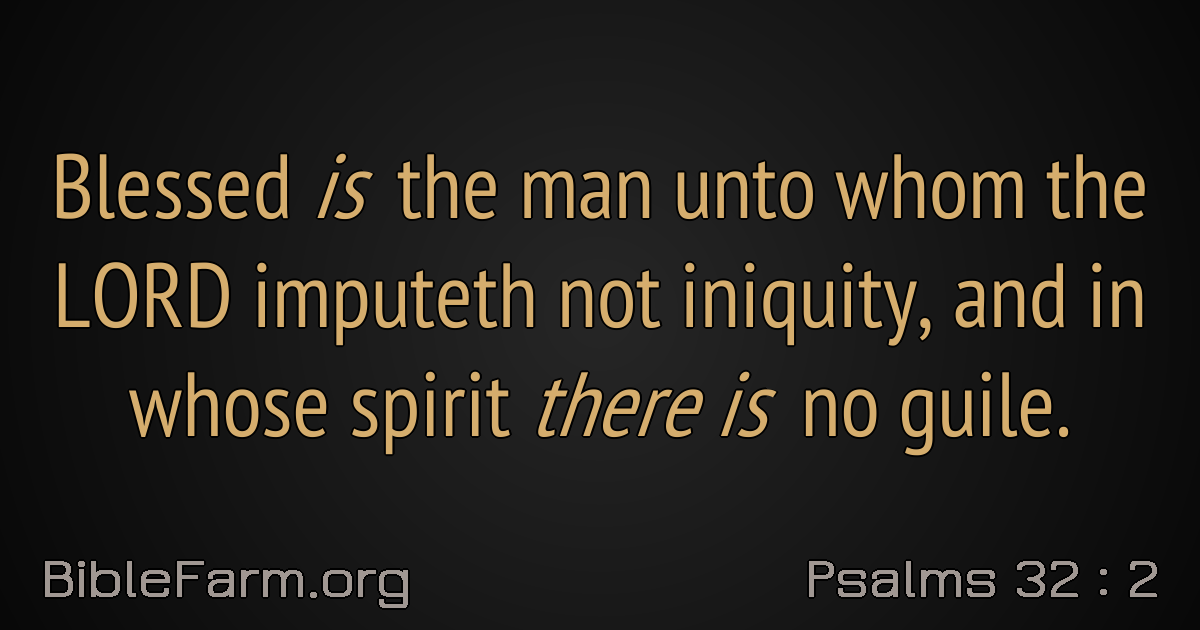 Blessed is the man unto whom the
LORD imputeth not iniquity, and in
whose spirit there is no guile.
BibleFarm.org
Psalms 32 : 2